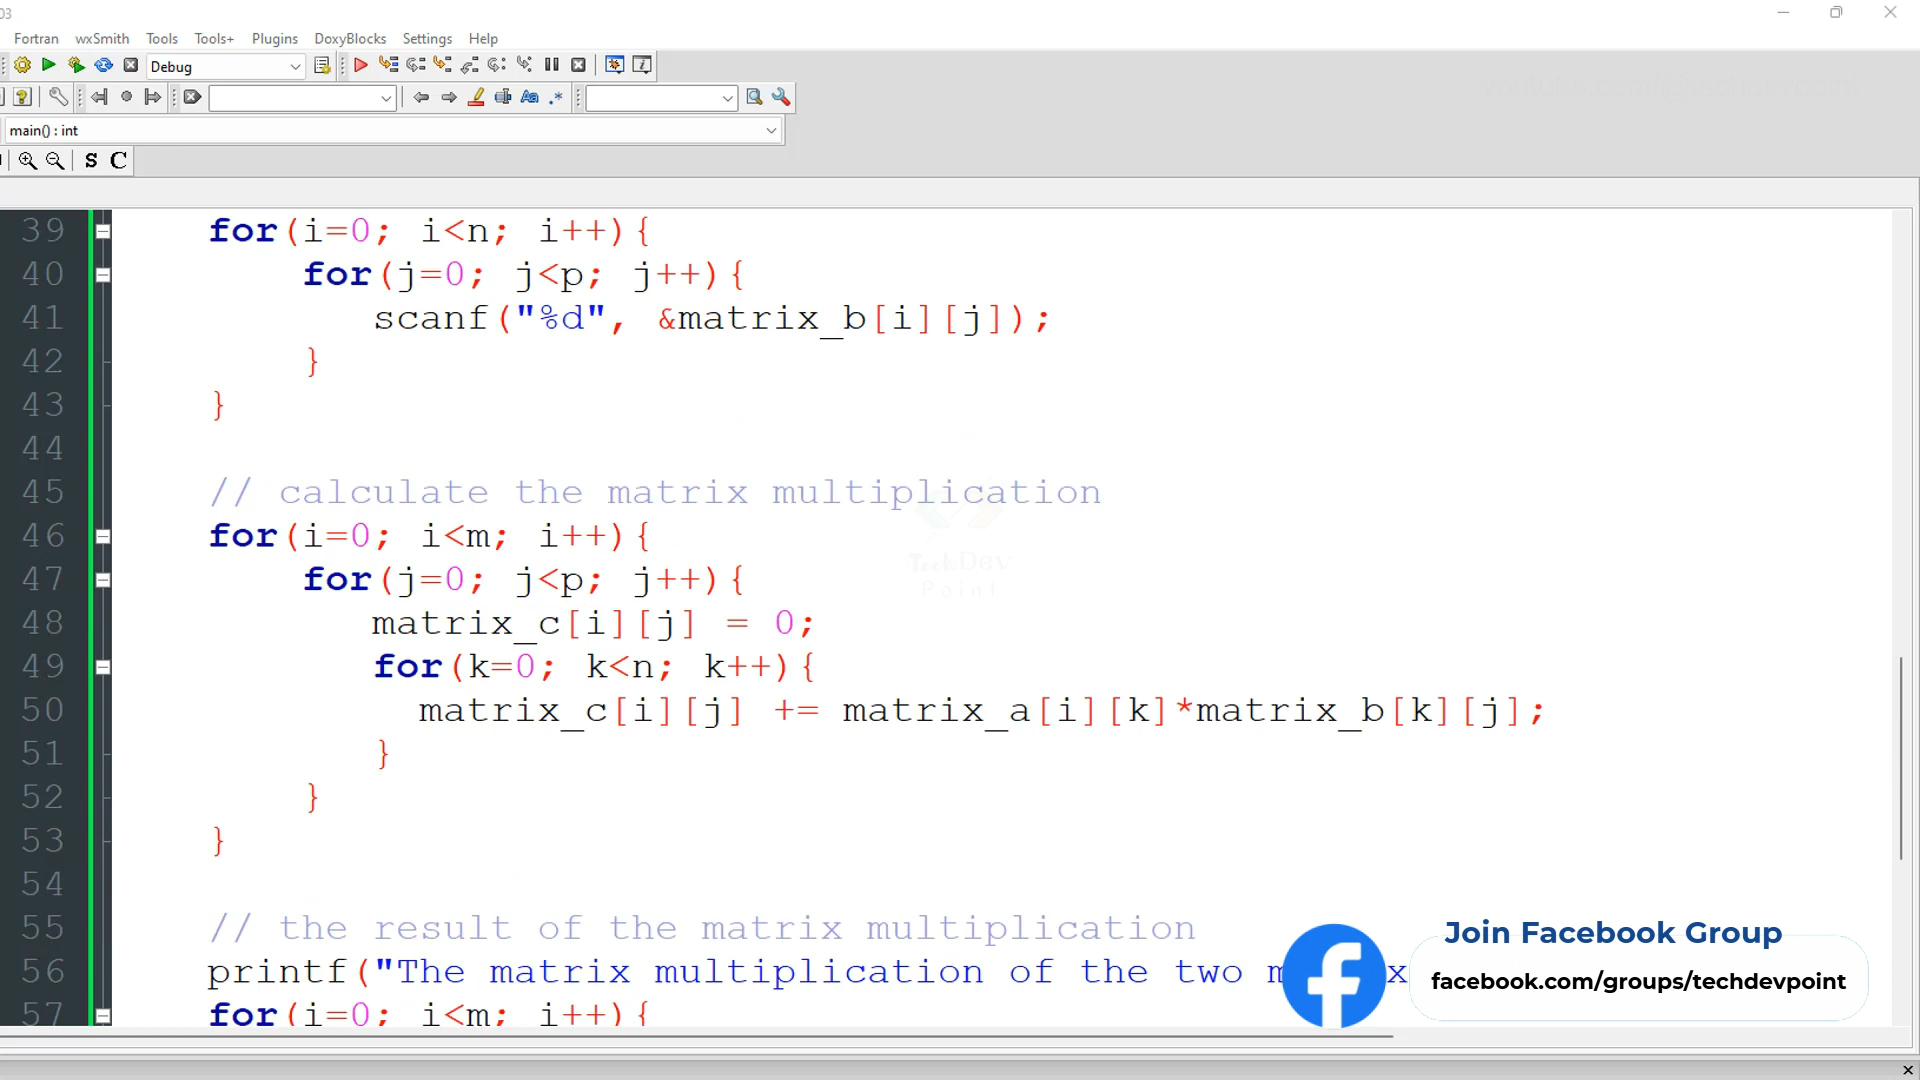 03
Fortran wxSmith Tools Tools+ Plugins DoxyBlocks Settings Help
Debug
main() : int
S C
39 for(i=0; i<n; i++){
40 for(j=0; j<p; j++){
41 scanf("%d", &matrix_b[i][j]);
42 }
43 }
44
45 // calculate the matrix multiplication
46 for(i=0; i<m; i++){
47 for(j=0; j<p; j++){
48 matrix_c[i][j] = 0;
49 for(k=0; k<n; k++){
50 matrix_c[i][j] += matrix_a[i][k]*matrix_b[k][j];
51 }
52 }
53 }
54
55 // the result of the matrix multiplication
56 printf("The matrix multiplication of the two m x
57 for(i=0; i<m; i++){
TechDev
Point
Join Facebook Group
facebook.com/groups/techdevpoint